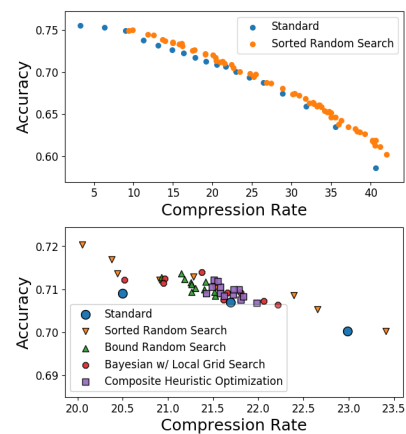 Accuracy
0.75
0.70
0.65
0.60
Standard
Sorted Random Search
5 10 15 20 25 30 35 40
Compression Rate
Accuracy
0.72
0.71
0.70
0.69
Standard
Sorted Random Search
Bound Random Search
Bayesian w/ Local Grid Search
Composite Heuristic Optimization
20.0 20.5 21.0 21.5 22.0 22.5 23.0 23.5
Compression Rate